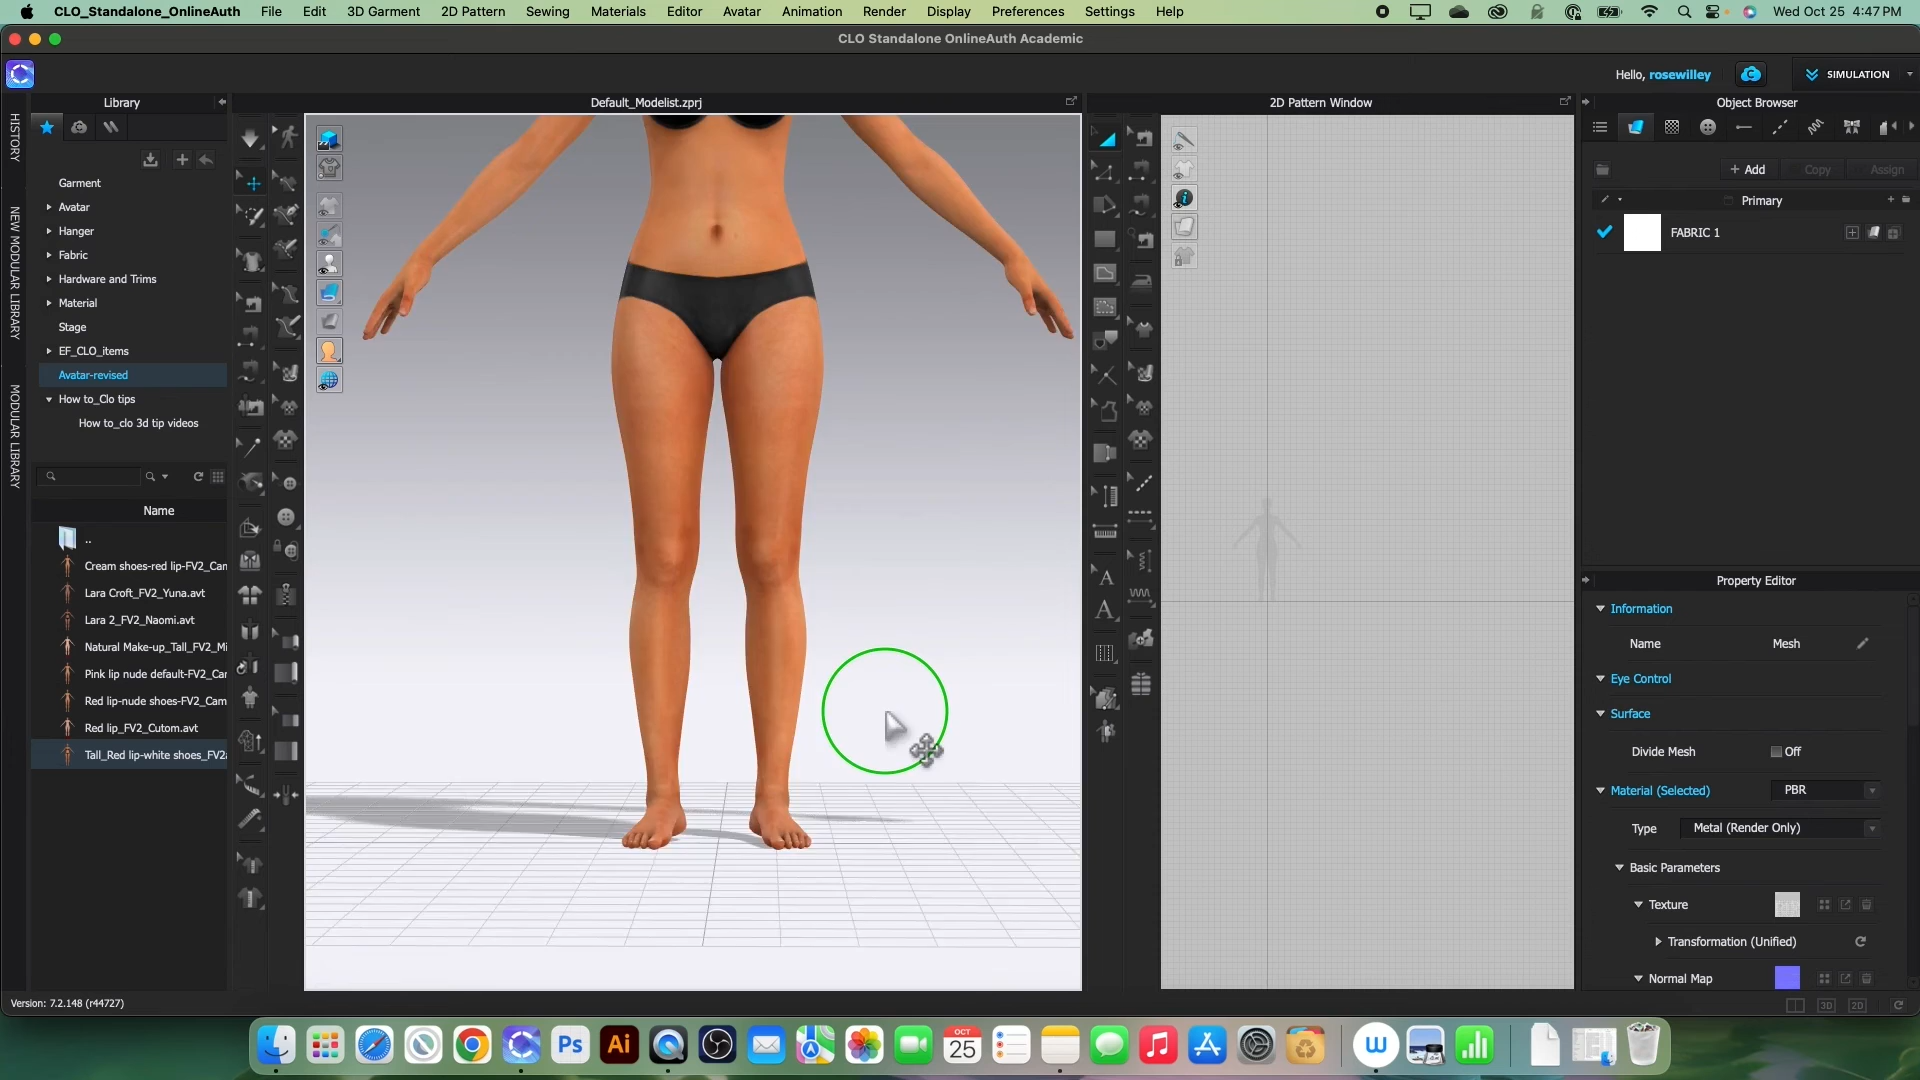 CLO_Standalone_OnlineAuth File Edit 3D Garment 2D Pattern Sewing Materials Editor Avatar Animation Render Display Preferences Settings Help Wed Oct 25 4:47 PM
CLO Standalone OnlineAuth Academic
Hello, rosewilley SIMULATION
Library Default_Modelist.zprj 2D Pattern Window Object Browser
HISTORY
NEW MODULAR LIBRARY
MODULAR LIBRARY
Garment
Avatar
Hanger
Fabric
Hardware and Trims
Material
Stage
EF_CLO_items
Avatar-revised
How to_Clo tips
How to_clo 3d tip videos
Name
..
Cream shoes-red lip-FV2_Cam
Lara Croft_FV2_Yuna.avt
Lara 2_FV2_Naomi.avt
Natural Make-up_Tall_FV2_Mi
Pink lip nude default-FV2_Car
Red lip-nude shoes-FV2_Cam
Red lip_FV2_Cutom.avt
Tall_Red lip-white shoes_FV2
Version: 7.2.148 (r44727)
A
A
+ Add Copy Assign
Primary
FABRIC 1
Property Editor
Information
Name Mesh
Eye Control
Surface
Divide Mesh Off
Material (Selected) PBR
Type Metal (Render Only)
Basic Parameters
Texture
Transformation (Unified)
Normal Map
3D 2D
Ps Ai OCT 25 W